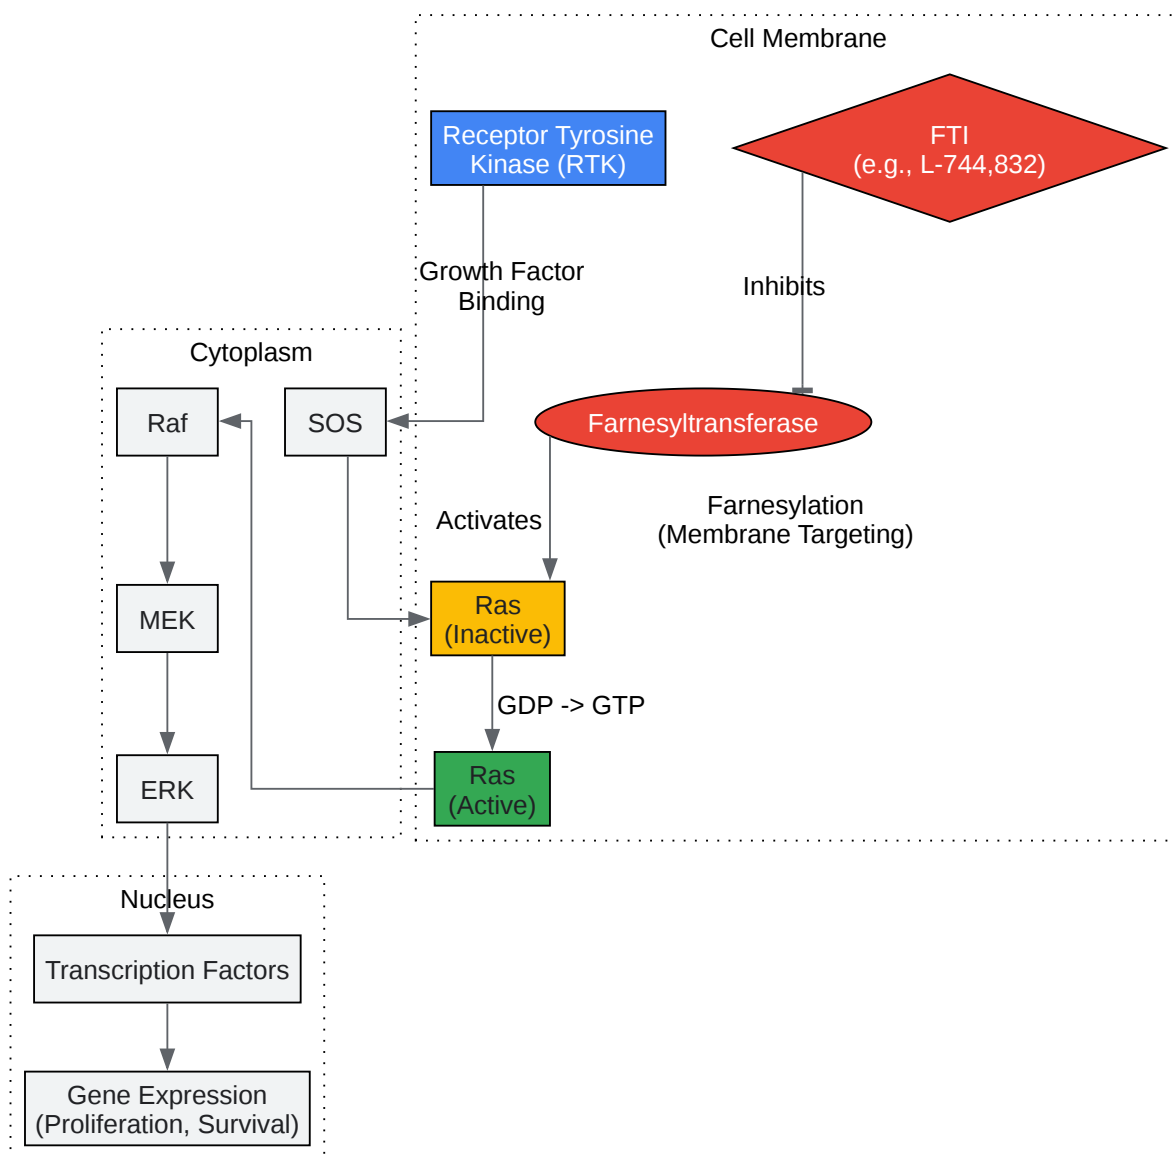 Cell Membrane
Receptor Tyrosine
Kinase (RTK)
FTI
(e.g., L-744,832)
Growth Factor
Binding
Inhibits
Cytoplasm
Raf
SOS
Farnesyltransferase
Activates
Farnesylation
(Membrane Targeting)
MEK
Ras
(Inactive)
GDP -> GTP
ERK
Ras
(Active)
Nucleus
Transcription Factors
Gene Expression
(Proliferation, Survival)